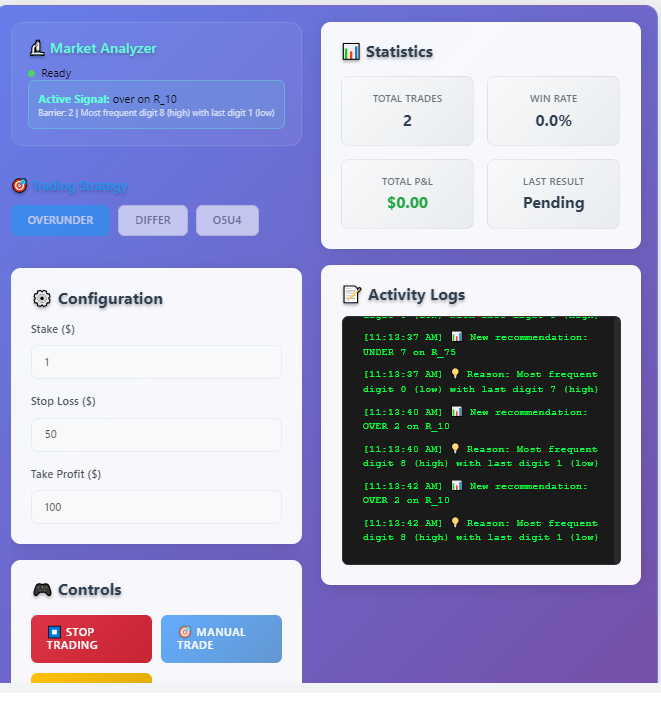 Market Analyzer
Ready
Active Signal: over on R_10
Barrier: 2 | Most frequent digit 8 (high) with last digit 1 (low)
Trading Strategy
OVERUNDER
DIFFER
O5U4
Configuration
Stake ($)
1
Stop Loss ($)
50
Take Profit ($)
100
Controls
STOP
TRADING
MANUAL
TRADE
Statistics
TOTAL TRADES
2
WIN RATE
0.0%
TOTAL P&L
$0.00
LAST RESULT
Pending
Activity Logs
[11:13:37 AM] New recommendation:
UNDER 7 on R_75
[11:13:37 AM] Reason: Most frequent
digit 0 (low) with last digit 7 (high)
[11:13:40 AM] New recommendation:
OVER 2 on R_10
[11:13:40 AM] Reason: Most frequent
digit 8 (high) with last digit 1 (low)
[11:13:42 AM] New recommendation:
OVER 2 on R_10
[11:13:42 AM] Reason: Most frequent
digit 8 (high) with last digit 1 (low)